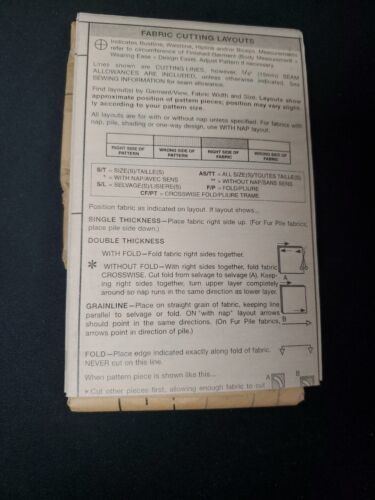 FABRIC CUTTING LAYOUTS
Indicates Bustline, Waistline, Hipline and/or Biceps. Measurements
refer to circumference of Finished Garment (Body Measurement +
Wearing Ease + Design Ease). Adjust Pattern if necessary.
Lines shown are CUTTING LINES, however, 5/8" (15mm) SEAM
ALLOWANCES ARE INCLUDED, unless otherwise indicated. See
SEWING INFORMATION for seam allowance.
Find layout(s) by Garment/View, Fabric Width and Size. Layouts show
approximate position of pattern pieces; position may vary slight-
ly according to your pattern size.
All layouts are for with or without nap unless specified. For fabrics with
nap, pile, shading or one-way design, use WITH NAP layout.
RIGHT SIDE OF PATTERN
WRONG SIDE OF PATTERN
RIGHT SIDE OF FABRIC
WRONG SIDE OF FABRIC
S/T = SIZE(S)/TAILLE(S) AS/TT = ALL SIZE(S)/TOUTES TAILLE(S)
* = WITH NAP/AVEC SENS ** = WITHOUT NAP/SANS SENS
S/L = SELVAGE(S)/LISIERE(S) F/P = FOLD/PLIURE
CF/PT = CROSSWISE FOLD/PLIURE TRAME
Position fabric as indicated on layout. If layout shows...
SINGLE THICKNESS—Place fabric right side up. (For Fur Pile fabrics,
place pile side down.)
DOUBLE THICKNESS
WITH FOLD—Fold fabric right sides together.
* WITHOUT FOLD—With right sides together, fold fabric
CROSSWISE. Cut fold from selvage to selvage (A). Keep-
ing right sides together, turn upper layer completely
around so nap runs in the same direction as lower layer.
A
GRAINLINE—Place on straight grain of fabric, keeping line
parallel to selvage or fold. ON "with nap" layout arrows
should point in the same directions. (On Fur Pile fabrics,
arrows point in direction of pile.)
B
FOLD—Place edge indicated exactly along fold of fabric.
NEVER cut on this line.
When pattern piece is shown like this...
A B
Cut other pieces first, allowing enough fabric to cut